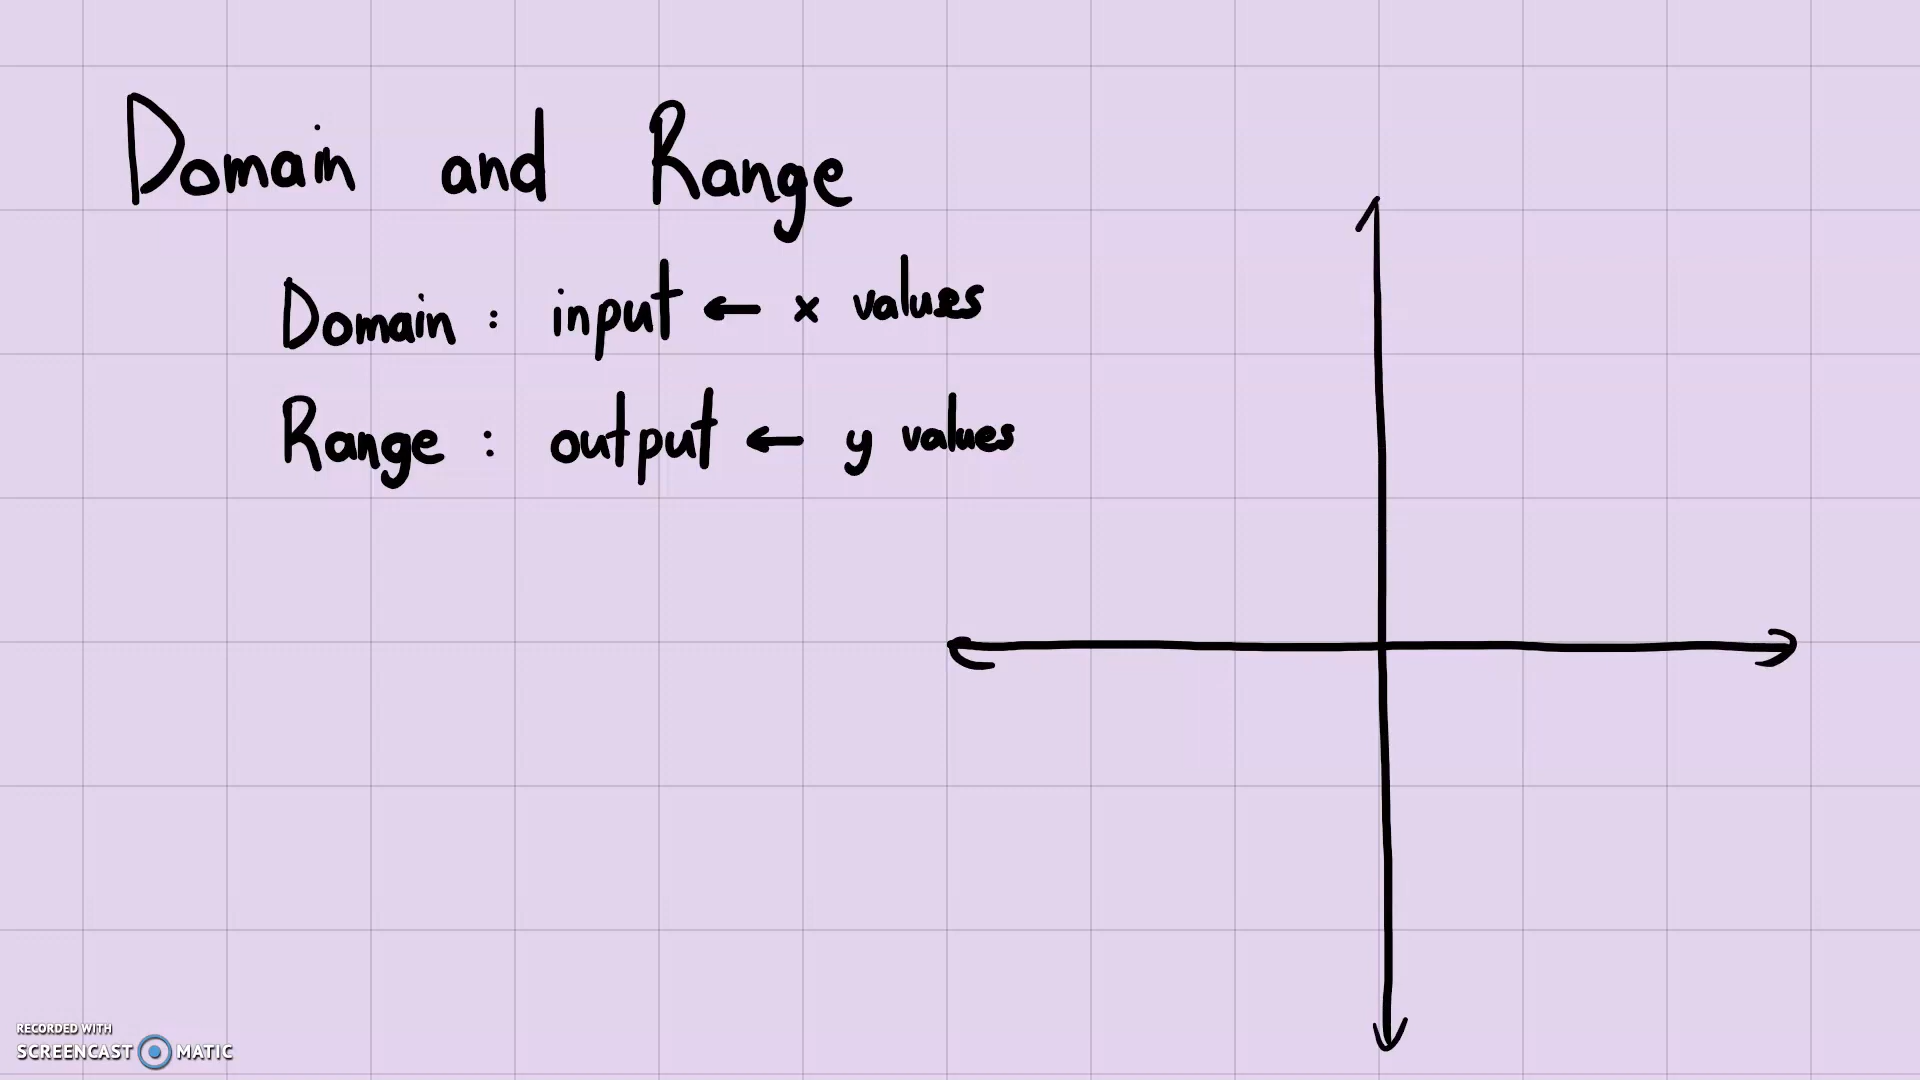 Domain and Range
Domain : input ← x values
Range : output ← y values
RECORDED WITH
SCREENCAST MATIC